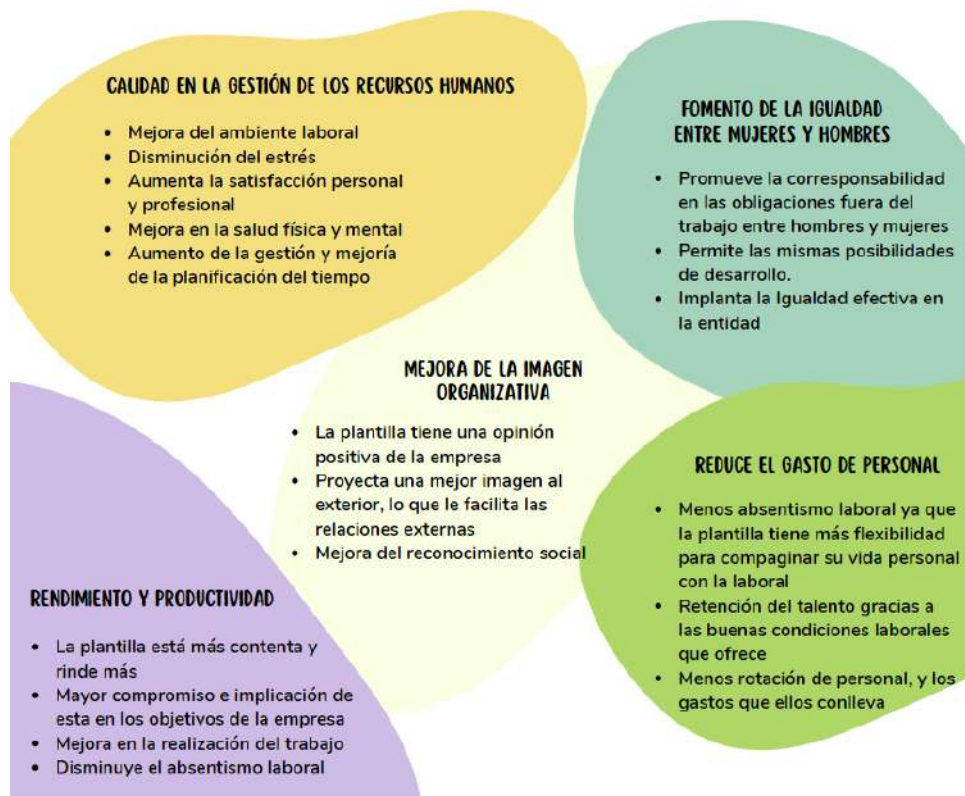 CALIDAD EN LA GESTIÓN DE LOS RECURSOS HUMANOS
• Mejora del ambiente laboral
• Disminución del estrés
• Aumenta la satisfacción personal
y profesional
• Mejora en la salud física y mental
• Aumento de la gestión y mejoría
de la planificación del tiempo
FOMENTO DE LA IGUALDAD
ENTRE MUJERES Y HOMBRES
• Promueve la corresponsabilidad
en las obligaciones fuera del
trabajo entre hombres y mujeres
• Permite las mismas posibilidades
de desarrollo.
• Implanta la Igualdad efectiva en
la entidad
MEJORA DE LA IMAGEN
ORGANIZATIVA
• La plantilla tiene una opinión
positiva de la empresa
• Proyecta una mejor imagen al
exterior, lo que le facilita las
relaciones externas
• Mejora del reconocimiento social
REDUCE EL GASTO DE PERSONAL
• Menos absentismo laboral ya que
la plantilla tiene más flexibilidad
para compaginar su vida personal
con la laboral
• Retención del talento gracias a
las buenas condiciones laborales
que ofrece
• Menos rotación de personal, y los
gastos que ellos conlleva
RENDIMIENTO Y PRODUCTIVIDAD
• La plantilla está más contenta y
rinde más
• Mayor compromiso e implicación de
esta en los objetivos de la empresa
• Mejora en la realización del trabajo
• Disminuye el absentismo laboral